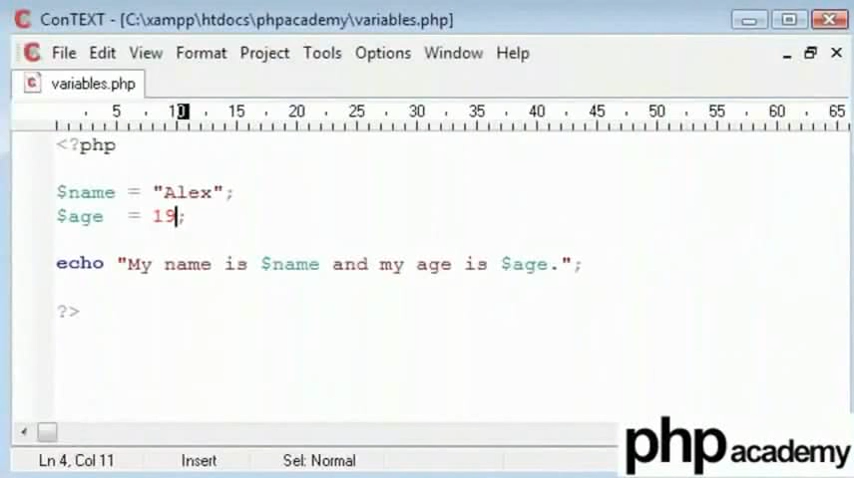 ConTEXT - [C:\xampp\htdocs\phpacademy\variables.php]
File Edit View Format Project Tools Options Window Help
variables.php
5 10 15 20 25 30 35 40 45 50 55 60 65
<?php
$name = "Alex";
$age  = 19;
echo "My name is $name and my age is $age.";
?>
Ln 4, Col 11 Insert Sel: Normal
php academy